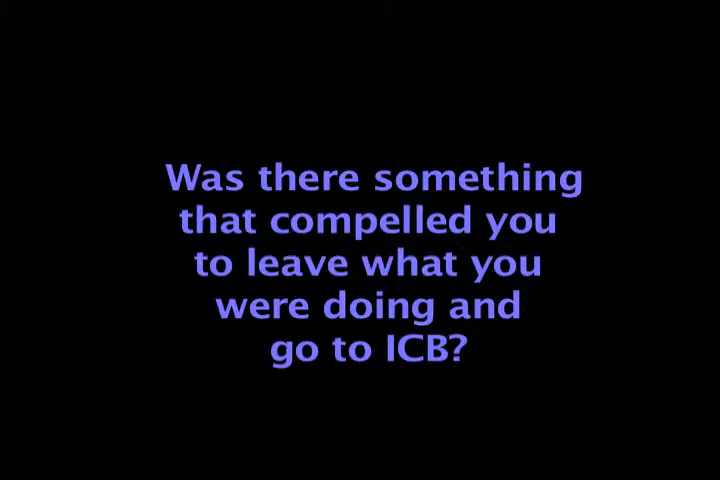 Was there something
that compelled you
to leave what you
were doing and
go to ICB?